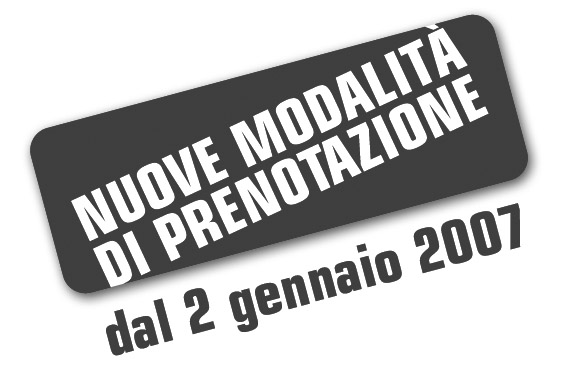 NUOVE MODALITÀ
DI PRENOTAZIONE
dal 2 gennaio 2007